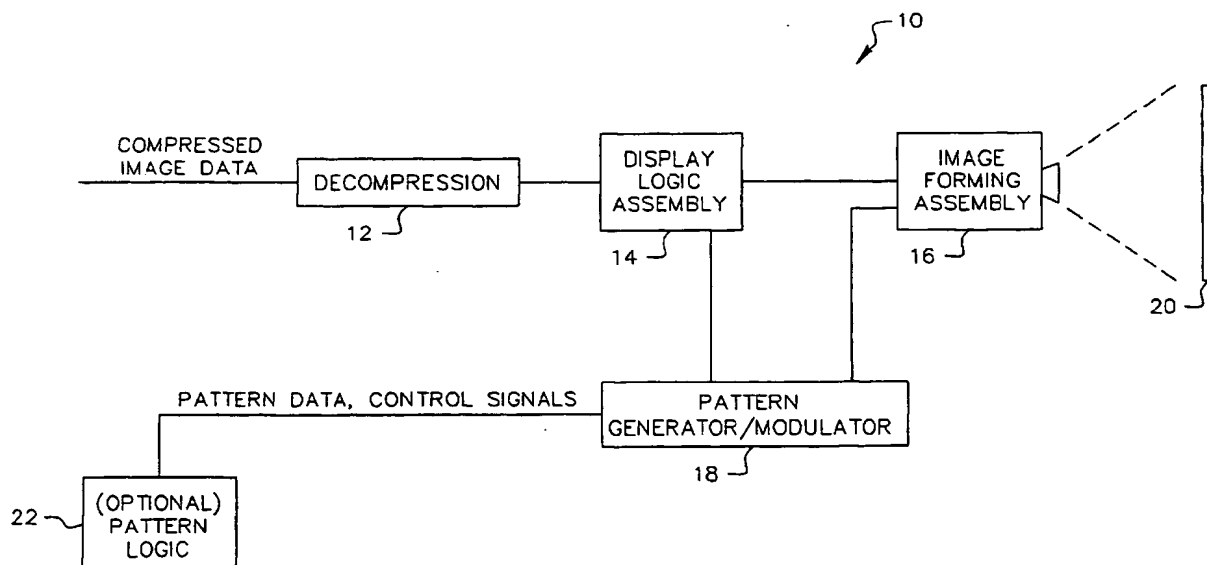 10
COMPRESSED
IMAGE DATA
DECOMPRESSION
12
DISPLAY
LOGIC
ASSEMBLY
14
IMAGE
FORMING
ASSEMBLY
16
20
PATTERN DATA, CONTROL SIGNALS
PATTERN
GENERATOR/MODULATOR
18
22
(OPTIONAL)
PATTERN
LOGIC